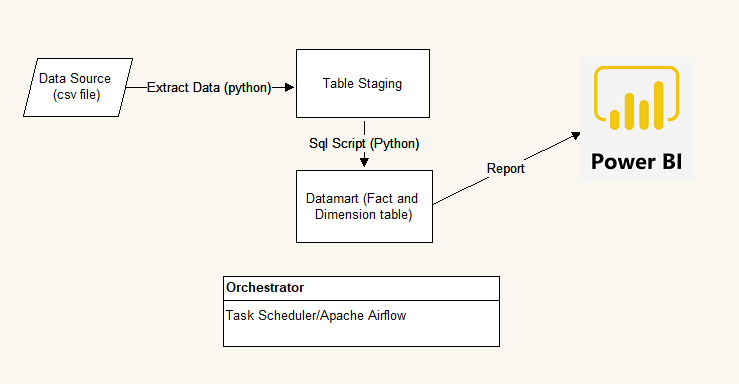 Data Source
(csv file)
Extract Data (python)
Table Staging
Sql Script (Python)
Datamart (Fact and
Dimension table)
Report
Power BI
Orchestrator
Task Scheduler/Apache Airflow